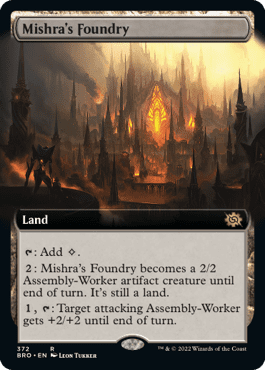 Mishra's Foundry
Land
: Add .
2 : Mishra's Foundry becomes a 2/2
Assembly-Worker artifact creature until
end of turn. It's still a land.
1 , : Target attacking Assembly-Worker
gets +2/+2 until end of turn.
372 R
BRO • EN LEON TUKKER
™ & © 2022 Wizards of the Coast